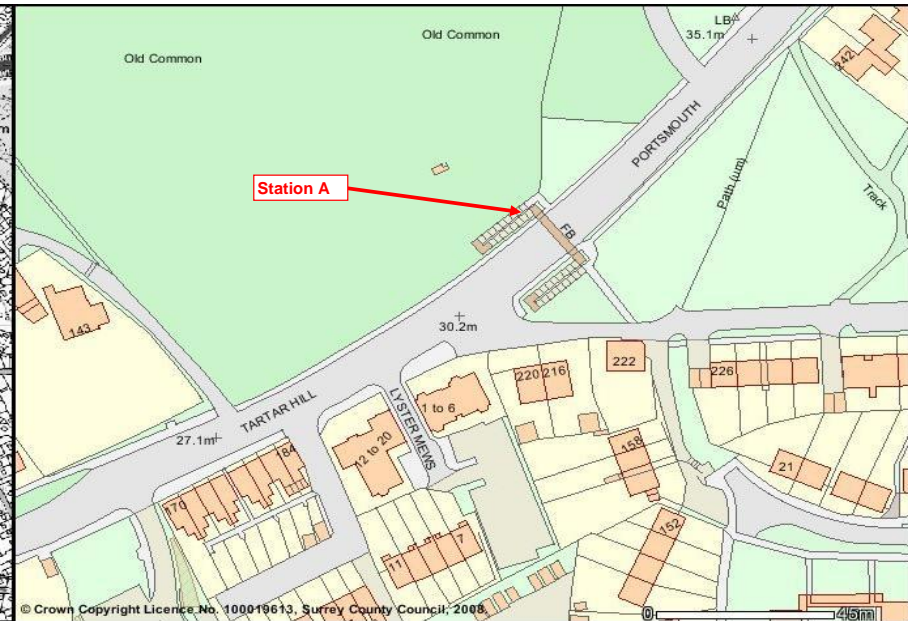 Old Common
Old Common
LB
35.1m
242
PORTSMOUTH
Path (um)
Track
Station A
FB
143
30.2m
222
220 216
226
TARTAR HILL
LYSTER MEWS
1 to 6
27.1m
12 to 20
184
158
21
170
152
11
7
© Crown Copyright Licence No. 100019613, Surrey County Council, 2008.
0
45m